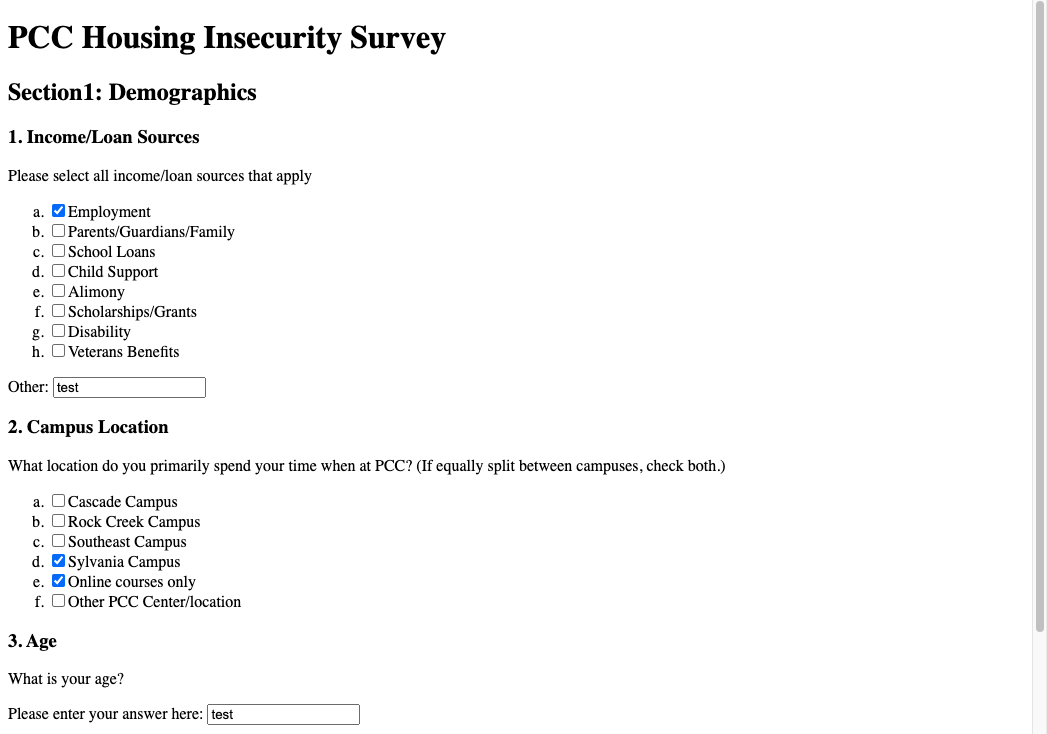 PCC Housing Insecurity Survey
Section1: Demographics
1. Income/Loan Sources
Please select all income/loan sources that apply
a. Employment
b. Parents/Guardians/Family
c. School Loans
d. Child Support
e. Alimony
f. Scholarships/Grants
g. Disability
h. Veterans Benefits
Other: test
2. Campus Location
What location do you primarily spend your time when at PCC? (If equally split between campuses, check both.)
a. Cascade Campus
b. Rock Creek Campus
c. Southeast Campus
d. Sylvania Campus
e. Online courses only
f. Other PCC Center/location
3. Age
What is your age?
Please enter your answer here: test